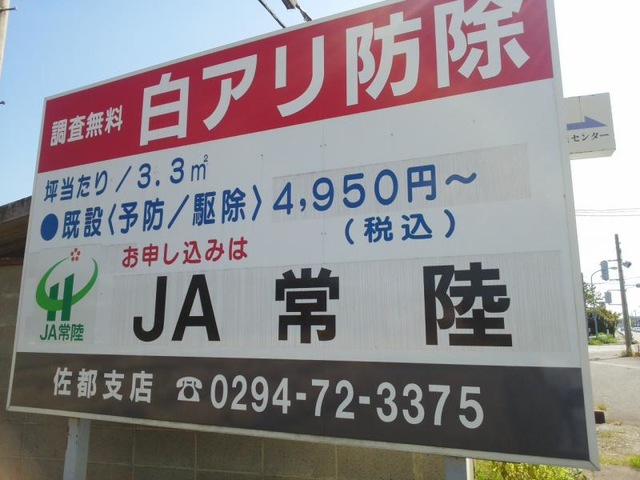 調査無料 白アリ防除
坪当たり/3.3㎡
●既設〈予防/駆除〉4,950円～
(税込)
お申し込みは
JA常陸
JA 常 陸
佐都支店 ☎0294-72-3375
センター